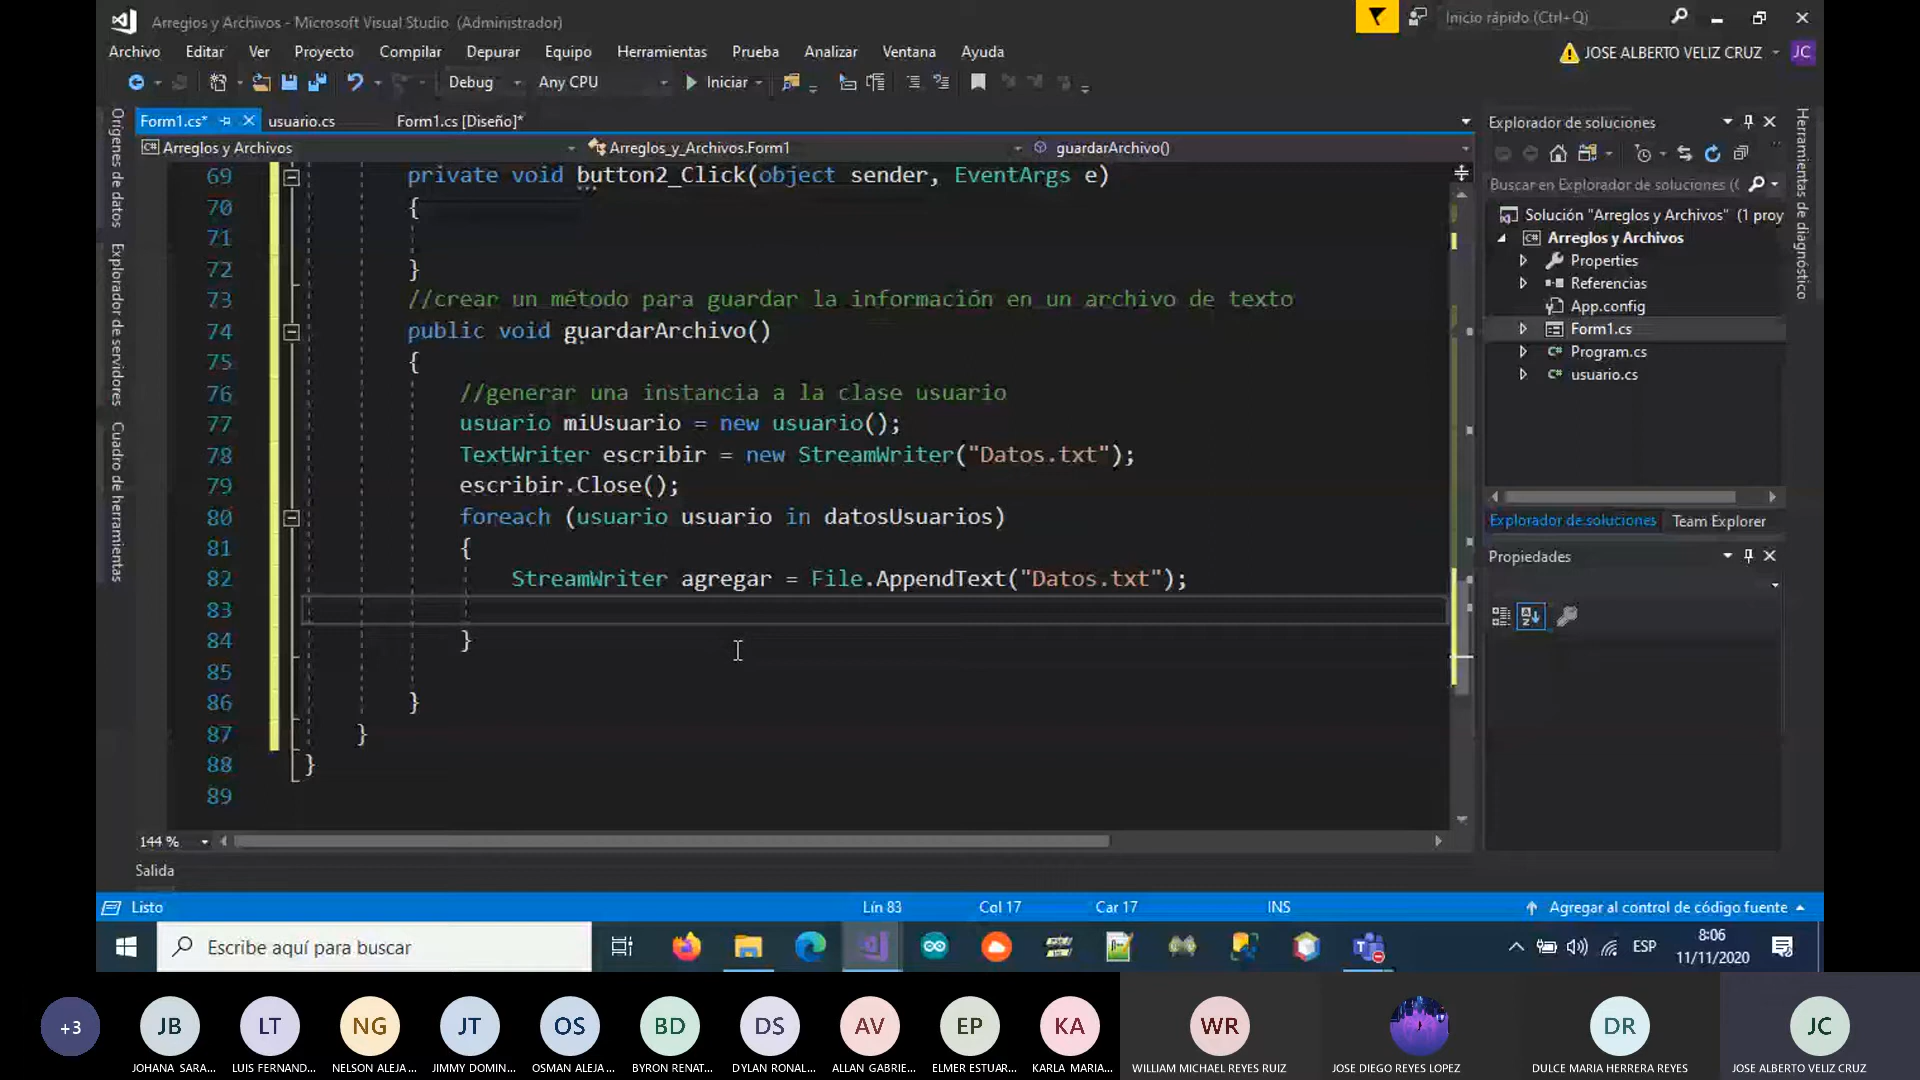 Arreglos y Archivos - Microsoft Visual Studio (Administrador)
Inicio rápido (Ctrl+Q)
Archivo Editar Ver Proyecto Compilar Depurar Equipo Herramientas Prueba Analizar Ventana Ayuda
JOSE ALBERTO VELIZ CRUZ JC
Debug Any CPU Iniciar
Form1.cs* usuario.cs Form1.cs [Diseño]*
Arreglos y Archivos Arreglos_y_Archivos.Form1 guardarArchivo()
Orígenes de datos
Explorador de servidores
Cuadro de herramientas
69 private void button2_Click(object sender, EventArgs e)
70 {
71
72 }
73 //crear un método para guardar la información en un archivo de texto
74 public void guardarArchivo()
75 {
76 //generar una instancia a la clase usuario
77 usuario miUsuario = new usuario();
78 TextWriter escribir = new StreamWriter("Datos.txt");
79 escribir.Close();
80 foreach (usuario usuario in datosUsuarios)
81 {
82 StreamWriter agregar = File.AppendText("Datos.txt");
83
84 }
85
86 }
87 }
88 }
89
144 %
Salida
Explorador de soluciones
Buscar en Explorador de soluciones (
Solución "Arreglos y Archivos" (1 proy
C# Arreglos y Archivos
Properties
Referencias
App.config
Form1.cs
C# Program.cs
C# usuario.cs
Explorador de soluciones Team Explorer
Propiedades
Herramientas de diagnóstico
Listo Lín 83 Col 17 Car 17 INS Agregar al control de código fuente
Escribe aquí para buscar
ESP
8:06
11/11/2020
+3 JB LT NG JT OS BD DS AV EP KA WR DR JC
JOHANA SARA... LUIS FERNAND... NELSON ALEJA... JIMMY DOMIN... OSMAN ALEJA... BYRON RENAT... DYLAN RONAL... ALLAN GABRIE... ELMER ESTUAR... KARLA MARIA... WILLIAM MICHAEL REYES RUIZ JOSE DIEGO REYES LOPEZ DULCE MARIA HERRERA REYES JOSE ALBERTO VELIZ CRUZ